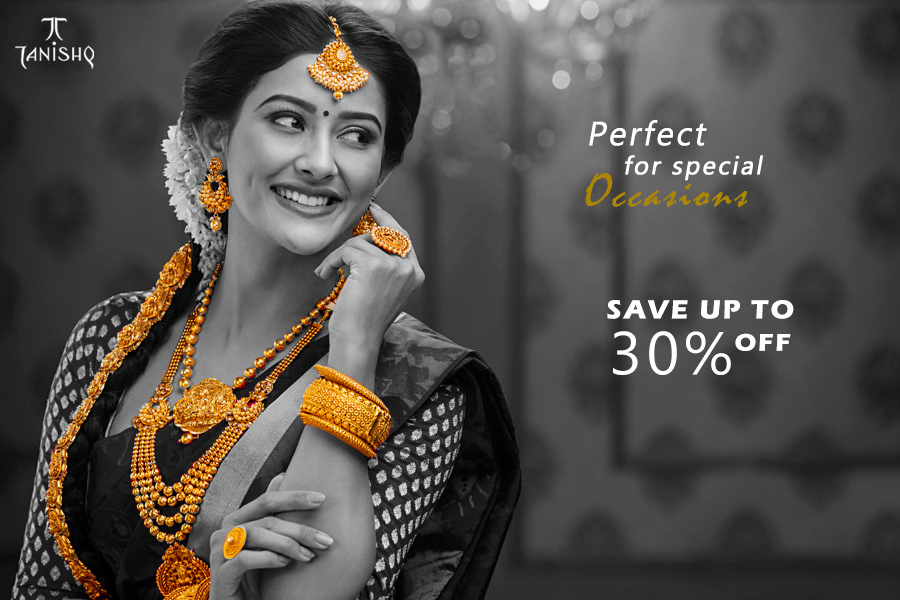 TANISHQ
Perfect
for special
Occasions
SAVE UP TO
30% OFF